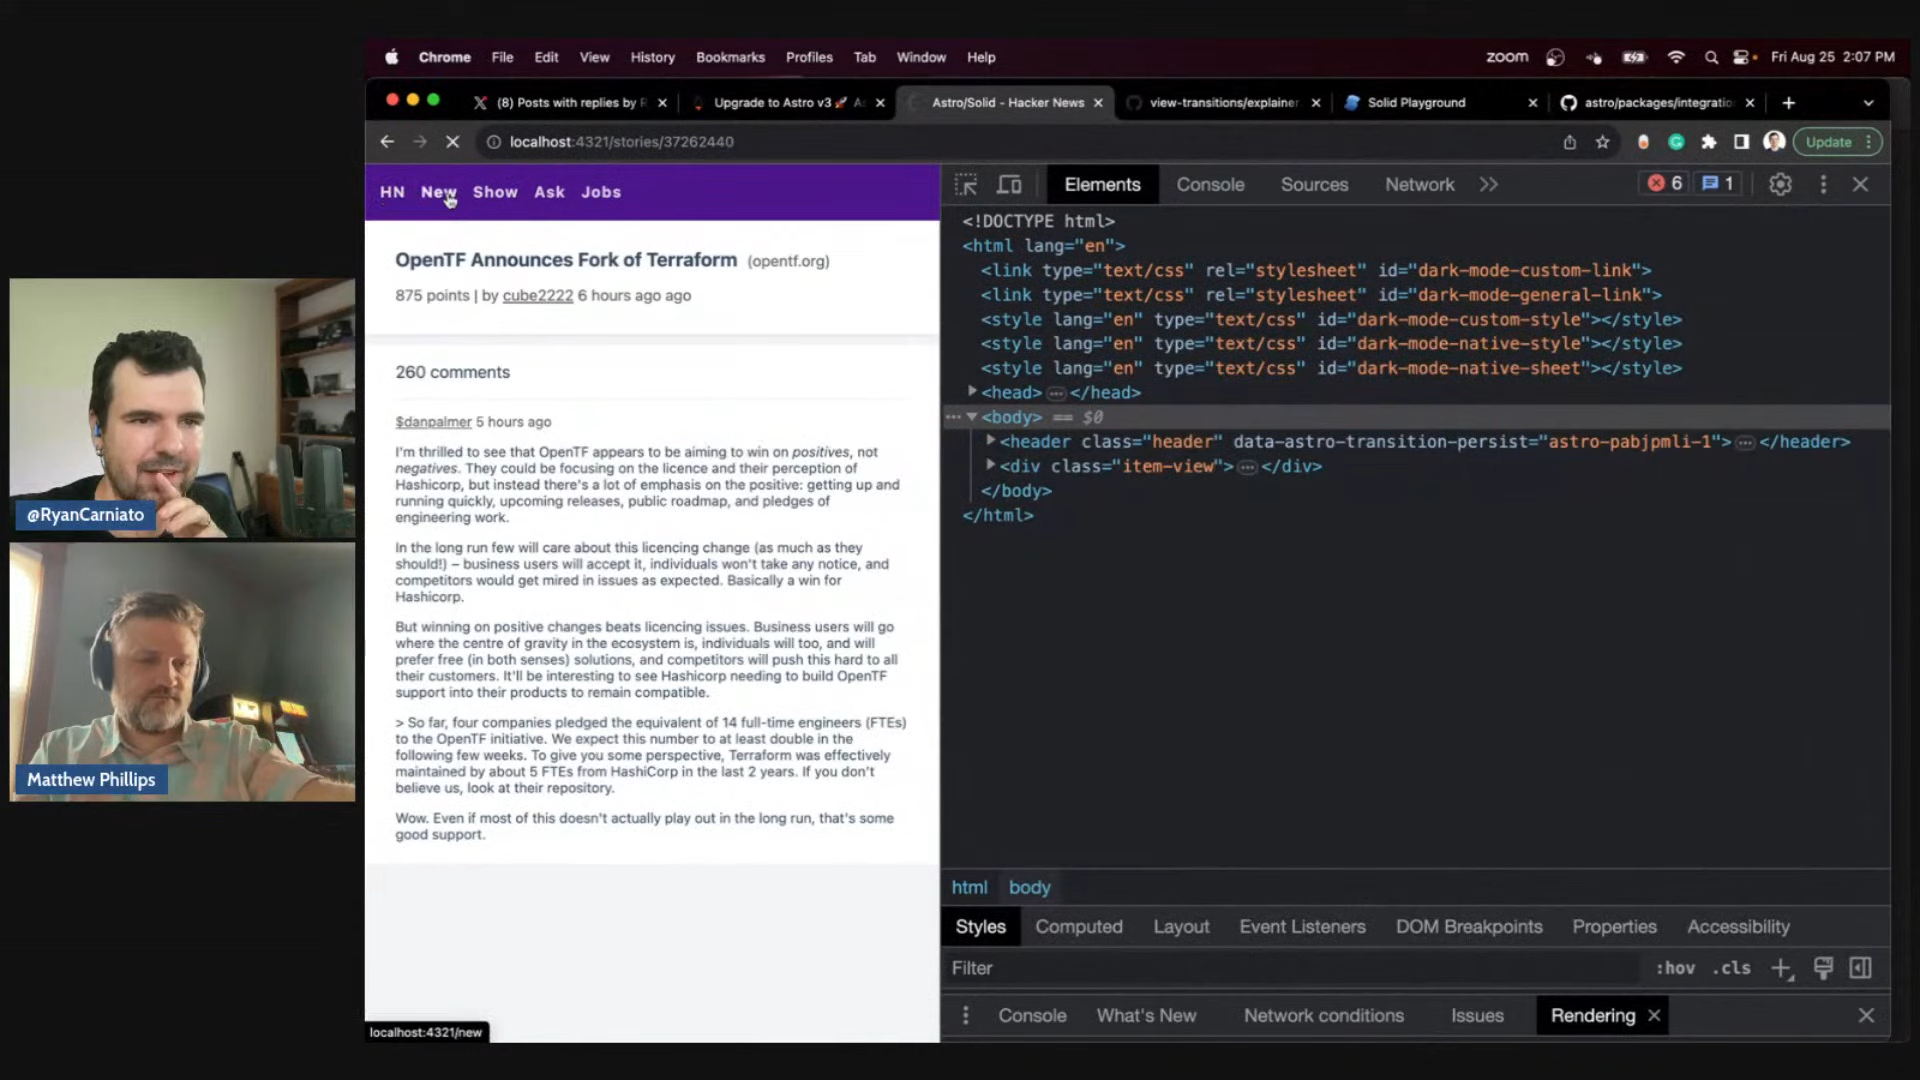 Chrome File Edit View History Bookmarks Profiles Tab Window Help
zoom Fri Aug 25 2:07 PM
(8) Posts with replies by R
Upgrade to Astro v3 🚀
Astro/Solid - Hacker News
view-transitions/explainer
Solid Playground
astro/packages/integratio
localhost:4321/stories/37262440
Update
HN New Show Ask Jobs
OpenTF Announces Fork of Terraform (opentf.org)
875 points | by cube2222 6 hours ago ago
260 comments
$danpalmer 5 hours ago
I'm thrilled to see that OpenTF appears to be aiming to win on positives, not
negatives. They could be focusing on the licence and their perception of
Hashicorp, but instead there's a lot of emphasis on the positive: getting up and
running quickly, upcoming releases, public roadmap, and pledges of
engineering work.
In the long run few will care about this licencing change (as much as they
should!) – business users will accept it, individuals won't take any notice, and
competitors would get mired in issues as expected. Basically a win for
Hashicorp.
But winning on positive changes beats licencing issues. Business users will go
where the centre of gravity in the ecosystem is, individuals will too, and will
prefer free (in both senses) solutions, and competitors will push this hard to all
their customers. It'll be interesting to see Hashicorp needing to build OpenTF
support into their products to remain compatible.
> So far, four companies pledged the equivalent of 14 full-time engineers (FTEs)
to the OpenTF initiative. We expect this number to at least double in the
following few weeks. To give you some perspective, Terraform was effectively
maintained by about 5 FTEs from HashiCorp in the last 2 years. If you don't
believe us, look at their repository.
Wow. Even if most of this doesn't actually play out in the long run, that's some
good support.
localhost:4321/new
Elements Console Sources Network >> 6 1
<!DOCTYPE html>
<html lang="en">
<link type="text/css" rel="stylesheet" id="dark-mode-custom-link">
<link type="text/css" rel="stylesheet" id="dark-mode-general-link">
<style lang="en" type="text/css" id="dark-mode-custom-style"></style>
<style lang="en" type="text/css" id="dark-mode-native-style"></style>
<style lang="en" type="text/css" id="dark-mode-native-sheet"></style>
<head> … </head>
<body> == $0
<header class="header" data-astro-transition-persist="astro-pabjpmli-1"> … </header>
<div class="item-view"> … </div>
</body>
</html>
html body
Styles Computed Layout Event Listeners DOM Breakpoints Properties Accessibility
Filter :hov .cls
Console What's New Network conditions Issues Rendering
@RyanCarniato
Matthew Phillips